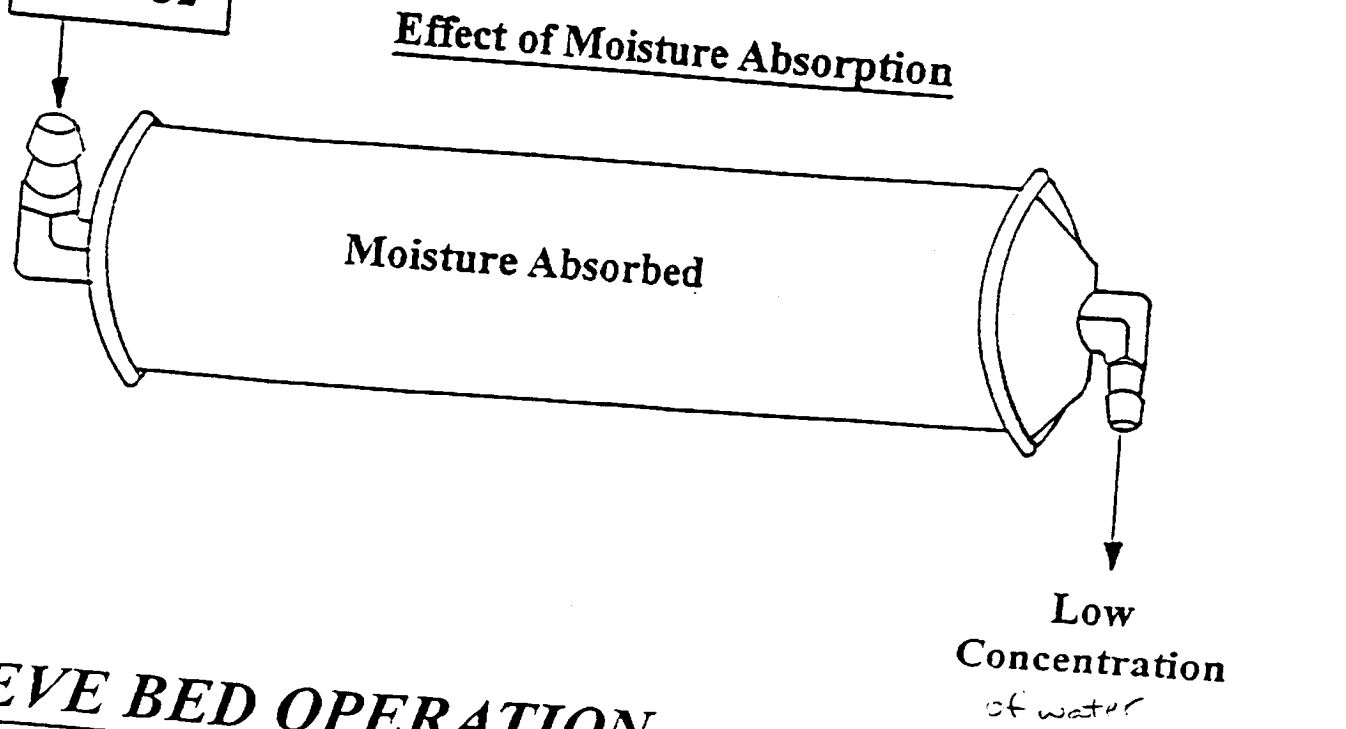 Effect of Moisture Absorption
Moisture Absorbed
Low
Concentration
of water
EVE BED OPERATION